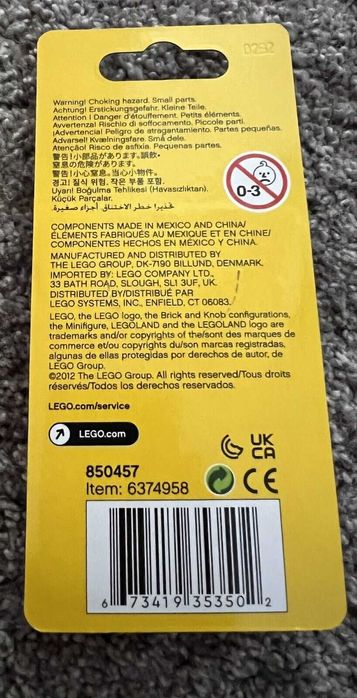 0292
Warning! Choking hazard. Small parts.
Achtung! Erstickungsgefahr. Kleine Teile.
Attention ! Danger d'étouffement. Petits éléments.
Avvertenza! Rischio di soffocamento. Piccole parti.
¡Advertencia! Peligro de atragantamiento. Partes pequeñas.
Advarsel! Kvælningsfare. Små dele.
Atenção! Risco de asfixia. Pequenas partes.
警告!小部品があります。誤飲・
窒息の危険があります。
警告!窒息危险。当心小物件。
경고! 질식 위험. 작은 부품 포함.
Uyarı! Boğulma Tehlikesi (Havasızlıktan).
Küçük Parçalar.
تحذير! خطر الاختناق. أجزاء صغيرة.
0-3
COMPONENTS MADE IN MEXICO AND CHINA/
ÉLÉMENTS FABRIQUÉS AU MEXIQUE ET EN CHINE/
COMPONENTES HECHOS EN MÉXICO Y CHINA.
MANUFACTURED AND DISTRIBUTED BY
THE LEGO GROUP, DK-7190 BILLUND, DENMARK.
IMPORTED BY: LEGO COMPANY LTD.,
33 BATH ROAD, SLOUGH, SL1 3UF, UK.
DISTRIBUTED BY/DISTRIBUÉ PAR
LEGO SYSTEMS, INC., ENFIELD, CT 06083.
LEGO, the LEGO logo, the Brick and Knob configurations,
the Minifigure, LEGOLAND and the LEGOLAND logo are
trademarks and/or copyrights of the/sont des marques de
commerce et/ou copyrights du/son marcas registradas,
algunas de ellas protegidas por derechos de autor, de
LEGO Group.
©2012 The LEGO Group. All rights reserved/Tous droits
réservés/Todos los derechos reservados.
LEGO.com/service
LEGO.com
UK
CA
850457
Item: 6374958
CE
6 73419 35350 2